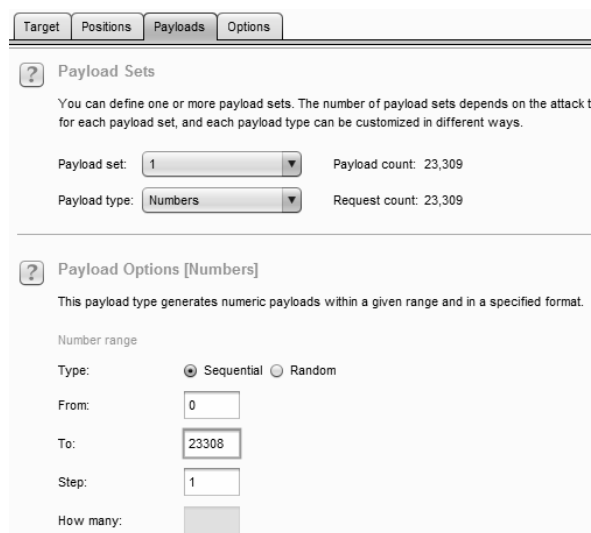 Target Positions Payloads Options
? Payload Sets
You can define one or more payload sets. The number of payload sets depends on the attack t
for each payload set, and each payload type can be customized in different ways.
Payload set: 1 Payload count: 23,309
Payload type: Numbers Request count: 23,309
? Payload Options [Numbers]
This payload type generates numeric payloads within a given range and in a specified format.
Number range
Type: Sequential Random
From: 0
To: 23308
Step: 1
How many: